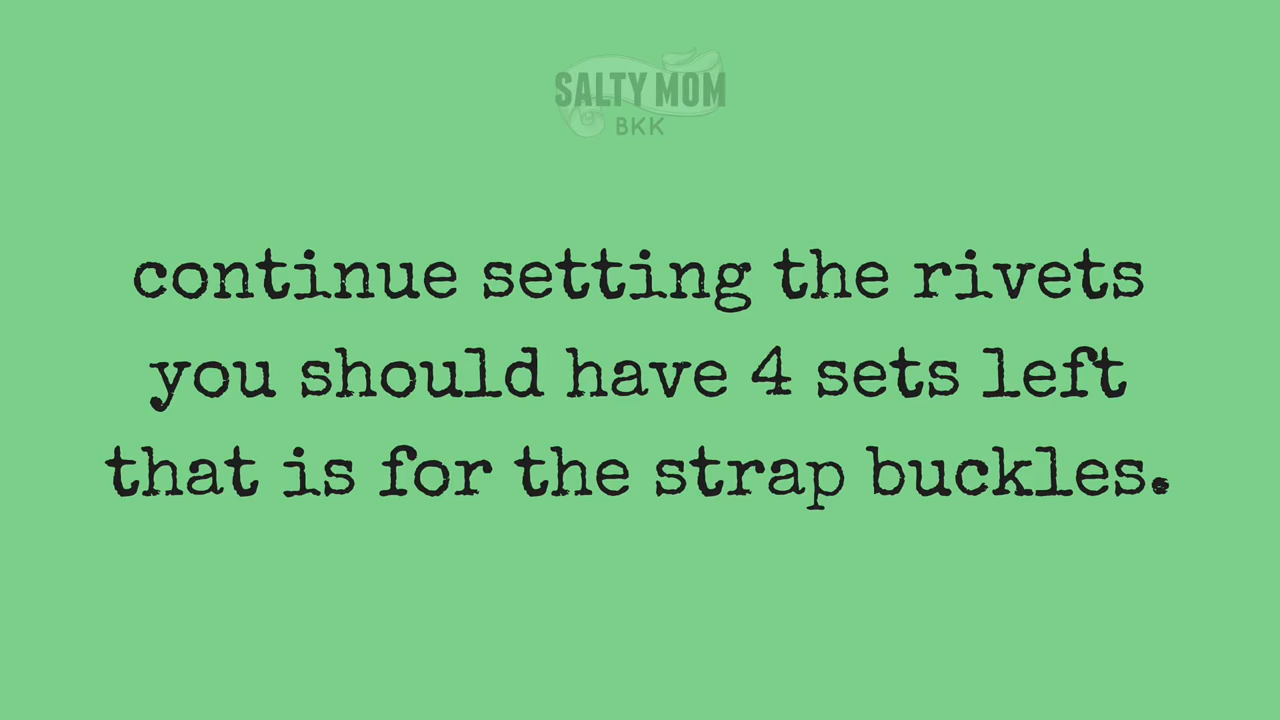 SALTY MOM
BKK
continue setting the rivets
you should have 4 sets left
that is for the strap buckles.